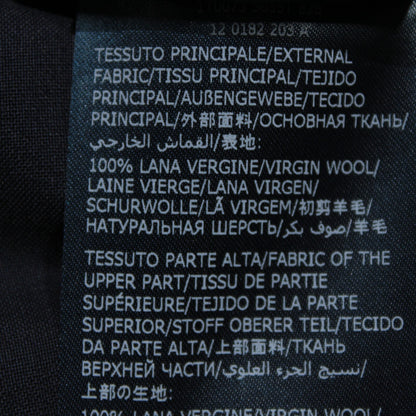 12 0182 203 A
TESSUTO PRINCIPALE/EXTERNAL
FABRIC/TISSU PRINCIPAL/TEJIDO
PRINCIPAL/AUßENGEWEBE/TECIDO
PRINCIPAL/外部面料/ОСНОВНАЯ ТКАНЬ/
القماش الخارجي/表地:
100% LANA VERGINE/VIRGIN WOOL/
LAINE VIERGE/LANA VIRGEN/
SCHURWOLLE/LÃ VIRGEM/初剪羊毛/
НАТУРАЛЬНАЯ ШЕРСТЬ/صوف بكر/羊毛
TESSUTO PARTE ALTA/FABRIC OF THE
UPPER PART/TISSU DE PARTIE
SUPÉRIEURE/TEJIDO DE LA PARTE
SUPERIOR/STOFF OBERER TEIL/TECIDO
DA PARTE ALTA/上部面料/ТКАНЬ
ВЕРХНЕЙ ЧАСТИ/نسيج الجزء العلوي/
上部の生地:
100% LANA VERGINE/VIRGIN WOOL/